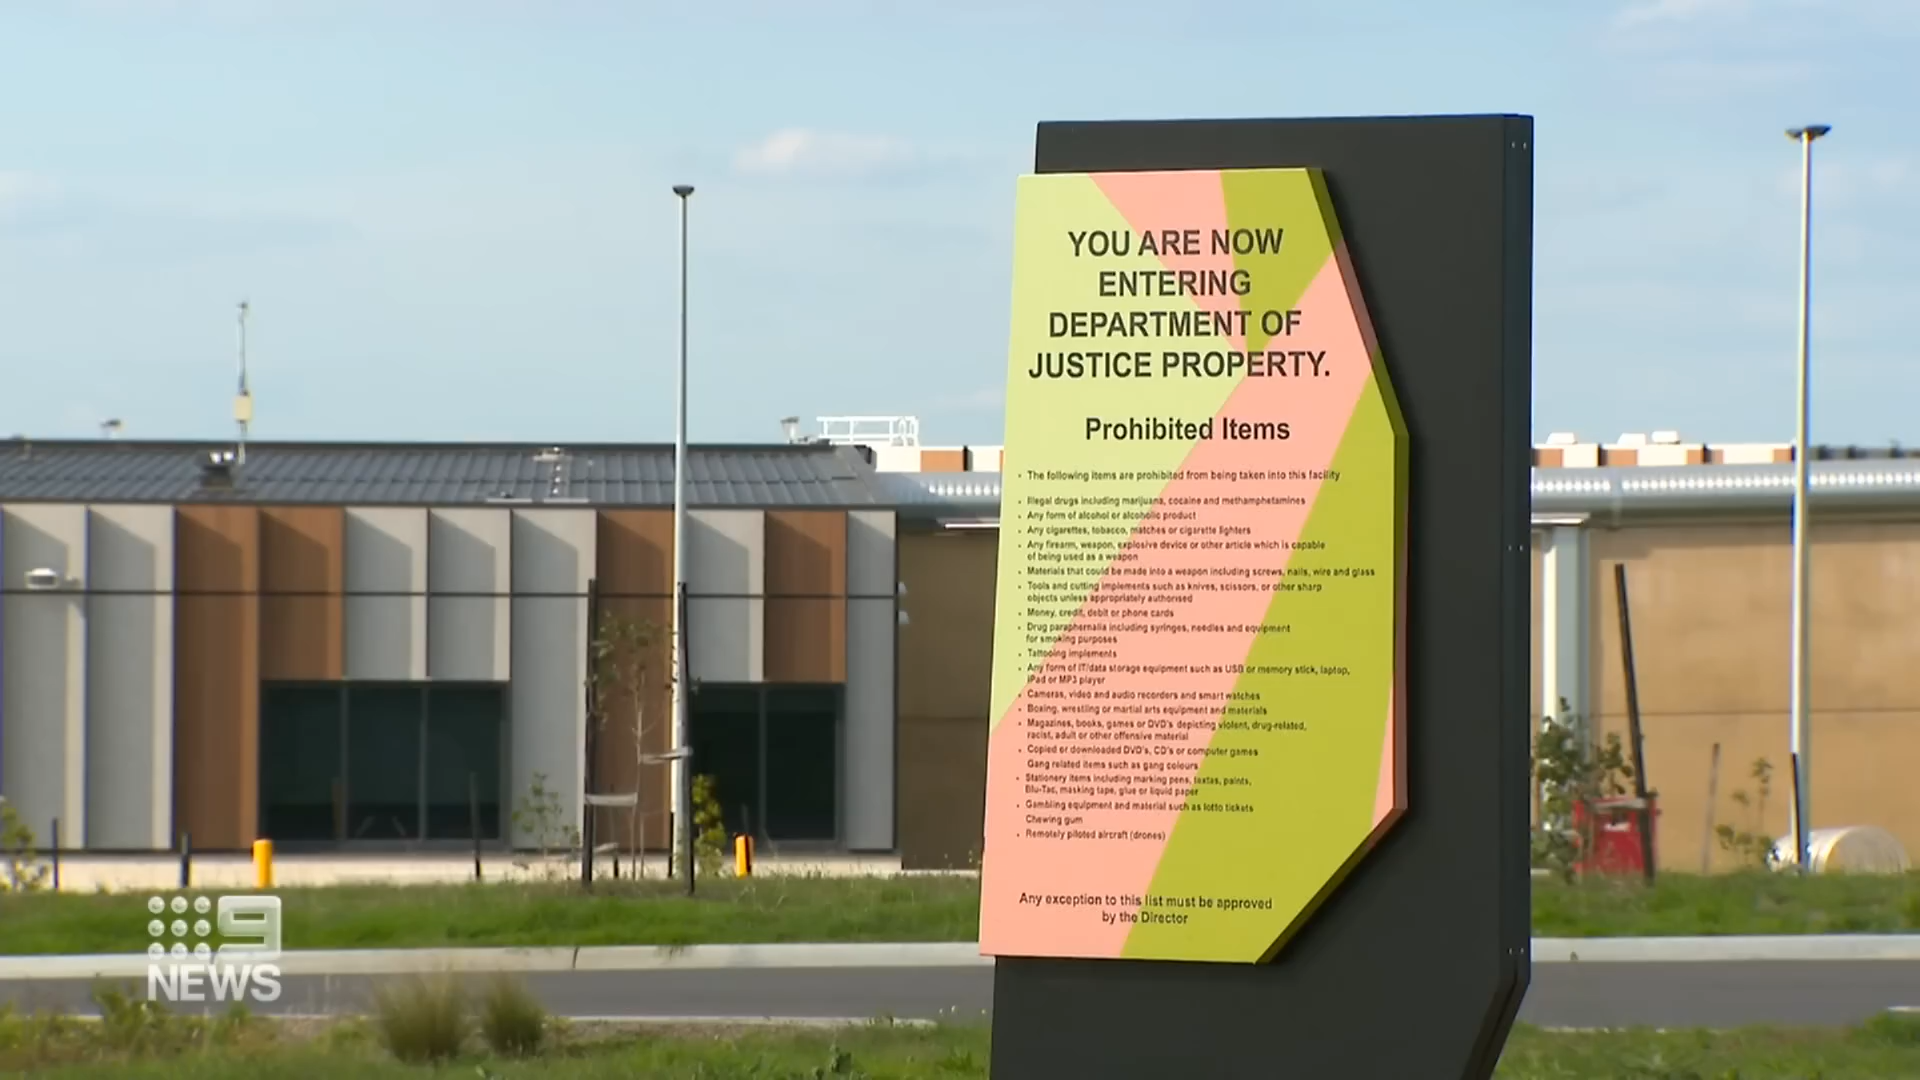 YOU ARE NOW
ENTERING
DEPARTMENT OF
JUSTICE PROPERTY.
Prohibited Items
• The following items are prohibited from being taken into this facility
• Illegal drugs including marijuana, cocaine and methamphetamines
• Any form of alcohol or alcoholic product
• Any cigarettes, tobacco, matches or cigarette lighters
• Any firearm, weapon, explosive device or other article which is capable
of being used as a weapon
• Materials that could be made into a weapon including screws, nails, wire and glass
• Tools and cutting implements such as knives, scissors, or other sharp
objects unless appropriately authorised
• Money, credit, debit or phone cards
• Drug paraphernalia including syringes, needles and equipment
for smoking purposes
• Tattooing implements
• Any form of IT/data storage equipment such as USB or memory stick, laptop,
iPad or MP3 player
• Cameras, video and audio recorders and smart watches
• Boxing, wrestling or martial arts equipment and materials
• Magazines, books, games or DVD's depicting violent, drug-related,
racist, adult or other offensive material
• Copied or downloaded DVD's, CD's or computer games
Gang related items such as gang colours
• Stationery items including marking pens, textas, paints,
Blu-Tac, masking tape, glue or liquid paper
• Gambling equipment and material such as lotto tickets
Chewing gum
• Remotely piloted aircraft (drones)
Any exception to this list must be approved
by the Director
9
NEWS